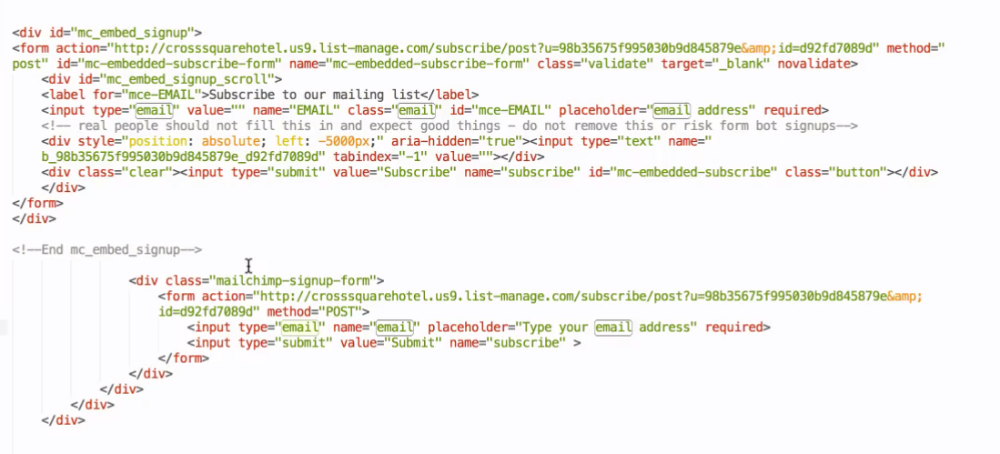 <div id="mc_embed_signup">
<form action="http://crosssquarehotel.us9.list-manage.com/subscribe/post?u=98b35675f995030b9d845879e&amp;id=d92fd7089d" method="
post" id="mc-embedded-subscribe-form" name="mc-embedded-subscribe-form" class="validate" target="_blank" novalidate>
<div id="mc_embed_signup_scroll">
<label for="mce-EMAIL">Subscribe to our mailing list</label>
<input type="email" value="" name="EMAIL" class="email" id="mce-EMAIL" placeholder="email address" required>
<!-- real people should not fill this in and expect good things - do not remove this or risk form bot signups-->
<div style="position: absolute; left: -5000px;" aria-hidden="true"><input type="text" name="
b_98b35675f995030b9d845879e_d92fd7089d" tabindex="-1" value=""></div>
<div class="clear"><input type="submit" value="Subscribe" name="subscribe" id="mc-embedded-subscribe" class="button"></div>
</div>
</form>
</div>
<!--End mc_embed_signup-->
<div class="mailchimp-signup-form">
<form action="http://crosssquarehotel.us9.list-manage.com/subscribe/post?u=98b35675f995030b9d845879e&amp;
id=d92fd7089d" method="POST">
<input type="email" name="email" placeholder="Type your email address" required>
<input type="submit" value="Submit" name="subscribe" >
</form>
</div>
</div>
</div>
</div>